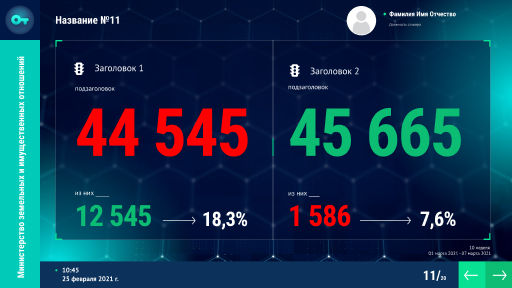 Название №11
Фамилия Имя Отчество
Должность спикера
Министерство земельных и имущественных отношений
Заголовок 1
подзаголовок
44 545
из них ____
12 545
18,3%
Заголовок 2
подзаголовок
45 665
из них ___
1 586
7,6%
10 неделя
01 марта 2021 - 07 марта 2021
10:45
23 февраля 2021 г.
11/20